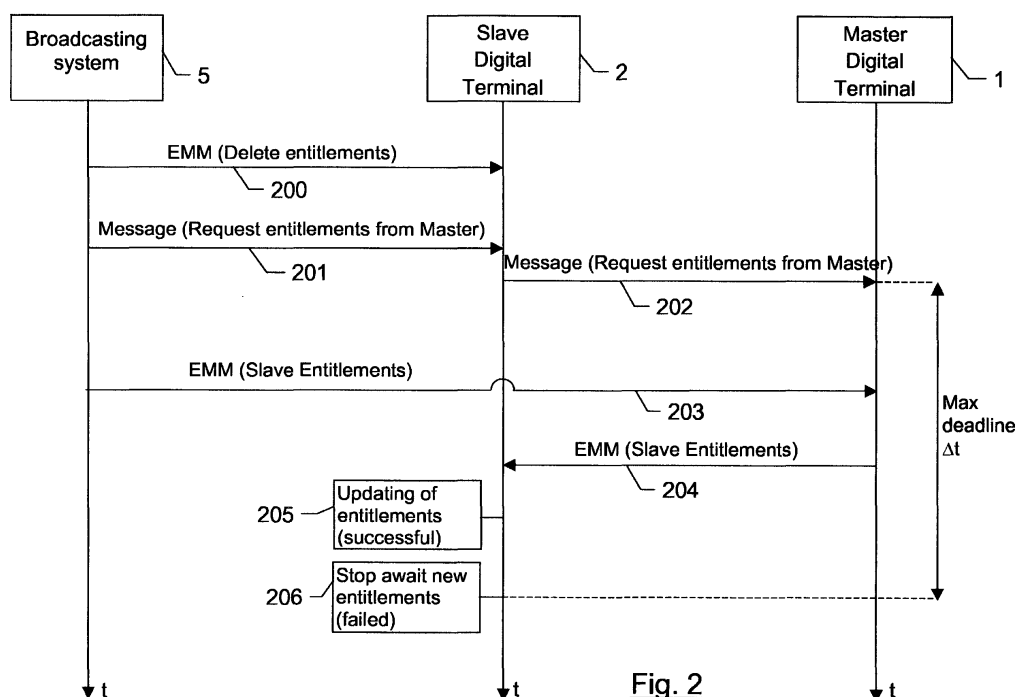 Broadcasting
system
5
Slave
Digital
Terminal
2
Master
Digital
Terminal
1
EMM (Delete entitlements)
200
Message (Request entitlements from Master)
201
Message (Request entitlements from Master)
202
EMM (Slave Entitlements)
203
Max
deadline
Δt
EMM (Slave Entitlements)
204
205
Updating of
entitlements
(successful)
206
Stop await new
entitlements
(failed)
t
t
t
Fig. 2